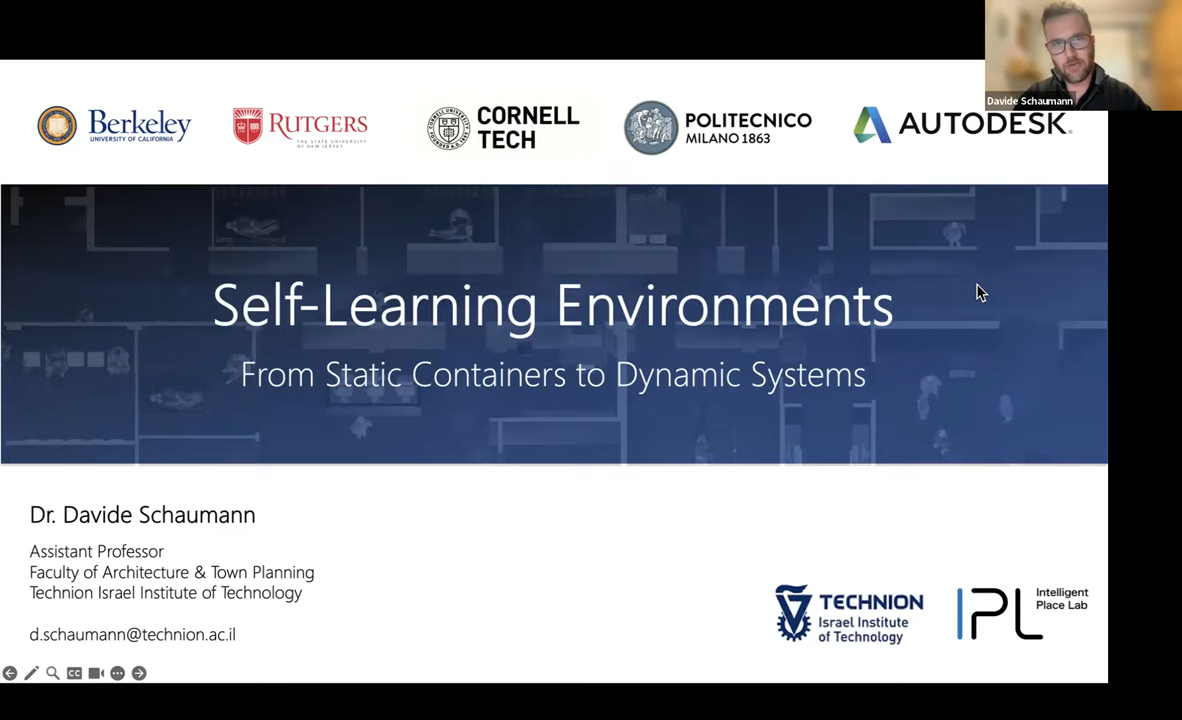 Davide Schaumann
Berkeley
UNIVERSITY OF CALIFORNIA
RUTGERS
THE STATE UNIVERSITY
OF NEW JERSEY
CORNELL
TECH
POLITECNICO
MILANO 1863
AUTODESK.
Self-Learning Environments
From Static Containers to Dynamic Systems
Dr. Davide Schaumann
Assistant Professor
Faculty of Architecture & Town Planning
Technion Israel Institute of Technology
d.schaumann@technion.ac.il
TECHNION
Israel Institute
of Technology
IPL
Intelligent
Place Lab
CC